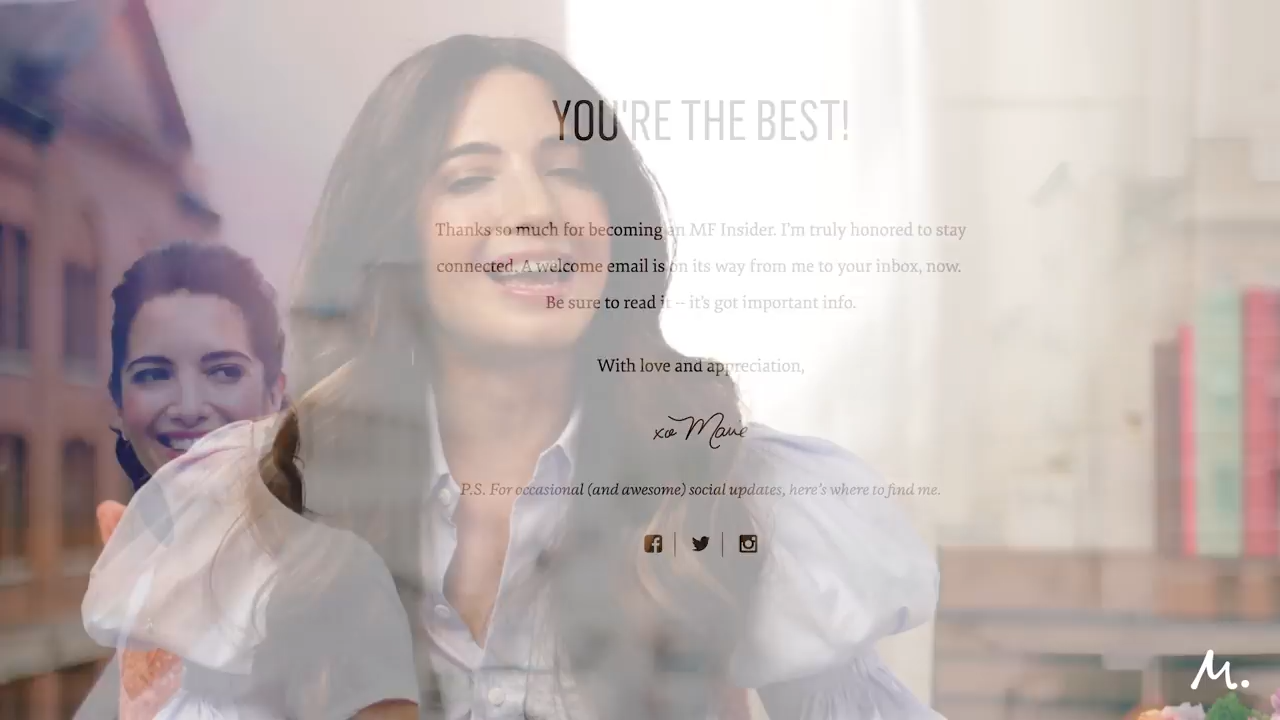 YOU'RE THE BEST!
Thanks so much for becoming an MF Insider. I'm truly honored to stay
connected. A welcome email is on its way from me to your inbox, now.
Be sure to read it -- it's got important info.
With love and appreciation,
xo Marie
P.S. For occasional (and awesome) social updates, here's where to find me.
M.